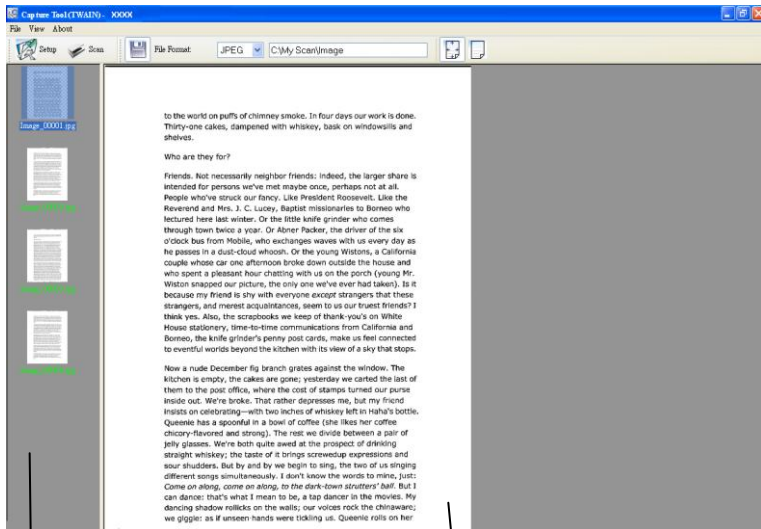 Capture Tool(TWAIN) - XXXX
File View About
Setup Scan File Format: JPEG C:\My Scan\Image
Image_00001.jpg
to the world on puffs of chimney smoke. In four days our work is done.
Thirty-one cakes, dampened with whiskey, bask on windowsills and
shelves.
Who are they for?
Friends. Not necessarily neighbor friends: indeed, the larger share is
intended for persons we've met maybe once, perhaps not at all.
People who've struck our fancy. Like President Roosevelt. Like the
Reverend and Mrs. J. C. Lucey, Baptist missionaries to Borneo who
lectured here last winter. Or the little knife grinder who comes
through town twice a year. Or Abner Packer, the driver of the six
o'clock bus from Mobile, who exchanges waves with us every day as
he passes in a dust-cloud whoosh. Or the young Wistons, a California
couple whose car one afternoon broke down outside the house and
who spent a pleasant hour chatting with us on the porch (young Mr.
Wiston snapped our picture, the only one we've ever had taken). Is it
because my friend is shy with everyone except strangers that these
strangers, and merest acquaintances, seem to us our truest friends? I
think yes. Also, the scrapbooks we keep of thank-you's on White
House stationery, time-to-time communications from California and
Borneo, the knife grinder's penny post cards, make us feel connected
to eventful worlds beyond the kitchen with its view of a sky that stops.
Now a nude December fig branch grates against the window. The
kitchen is empty, the cakes are gone; yesterday we carted the last of
them to the post office, where the cost of stamps turned our purse
inside out. We're broke. That rather depresses me, but my friend
insists on celebrating—with two inches of whiskey left in Haha's bottle.
Queenie has a spoonful in a bowl of coffee (she likes her coffee
chicory-flavored and strong). The rest we divide between a pair of
jelly glasses. We're both quite awed at the prospect of drinking
straight whiskey; the taste of it brings screwedup expressions and
sour shudders. But by and by we begin to sing, the two of us singing
different songs simultaneously. I don't know the words to mine, just:
Come on along, come on along, to the dark-town strutters' ball. But I
can dance: that's what I mean to be, a tap dancer in the movies. My
dancing shadow rollicks on the walls; our voices rock the chinaware;
we giggle: as if unseen hands were tickling us. Queenie rolls on her